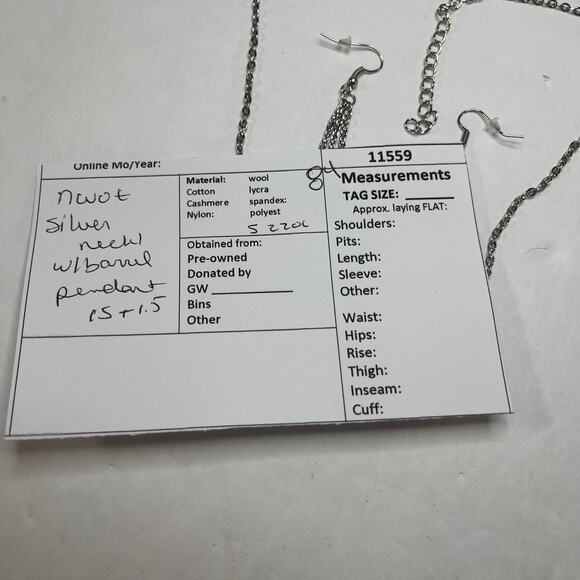 Online Mo/Year:
nwot
Silver
neckl
w/barrel
pendant
15 + 1.5
Material: wool
Cotton lycra
Cashmere spandex:
Nylon: polyest
84
Obtained from:
Pre-owned
Donated by
GW
Bins
Other
11559
Measurements
TAG SIZE:
Approx. laying FLAT:
Shoulders:
Pits:
Length:
Sleeve:
Other:
Waist:
Hips:
Rise:
Thigh:
Inseam:
Cuff: